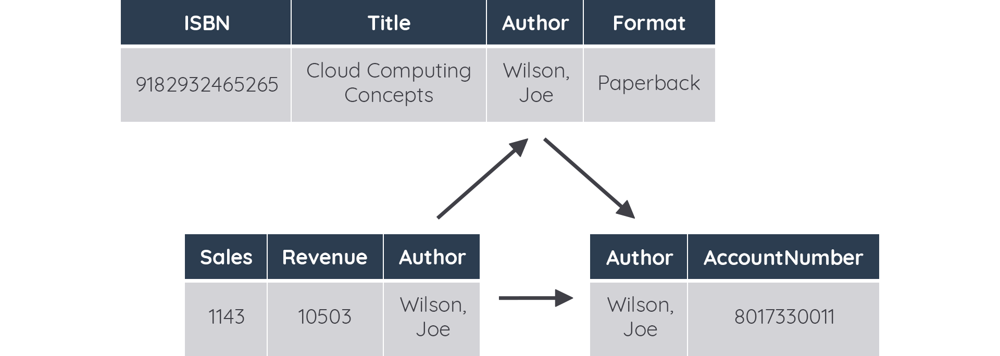 ISBN Title Author Format
9182932465265 Cloud Computing Concepts Wilson, Joe Paperback
Sales Revenue Author
1143 10503 Wilson, Joe
Author AccountNumber
Wilson, Joe 8017330011